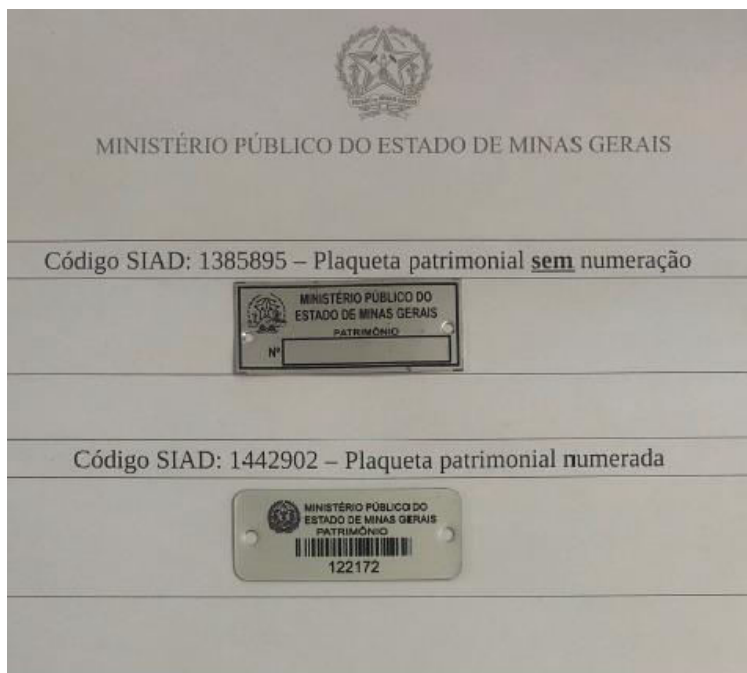 MINISTÉRIO PÚBLICO DO ESTADO DE MINAS GERAIS
Código SIAD: 1385895 – Plaqueta patrimonial sem numeração
MINISTÉRIO PÚBLICO DO
ESTADO DE MINAS GERAIS
PATRIMÔNIO
Nº
Código SIAD: 1442902 – Plaqueta patrimonial numerada
MINISTÉRIO PÚBLICO DO
ESTADO DE MINAS GERAIS
PATRIMÔNIO
122172